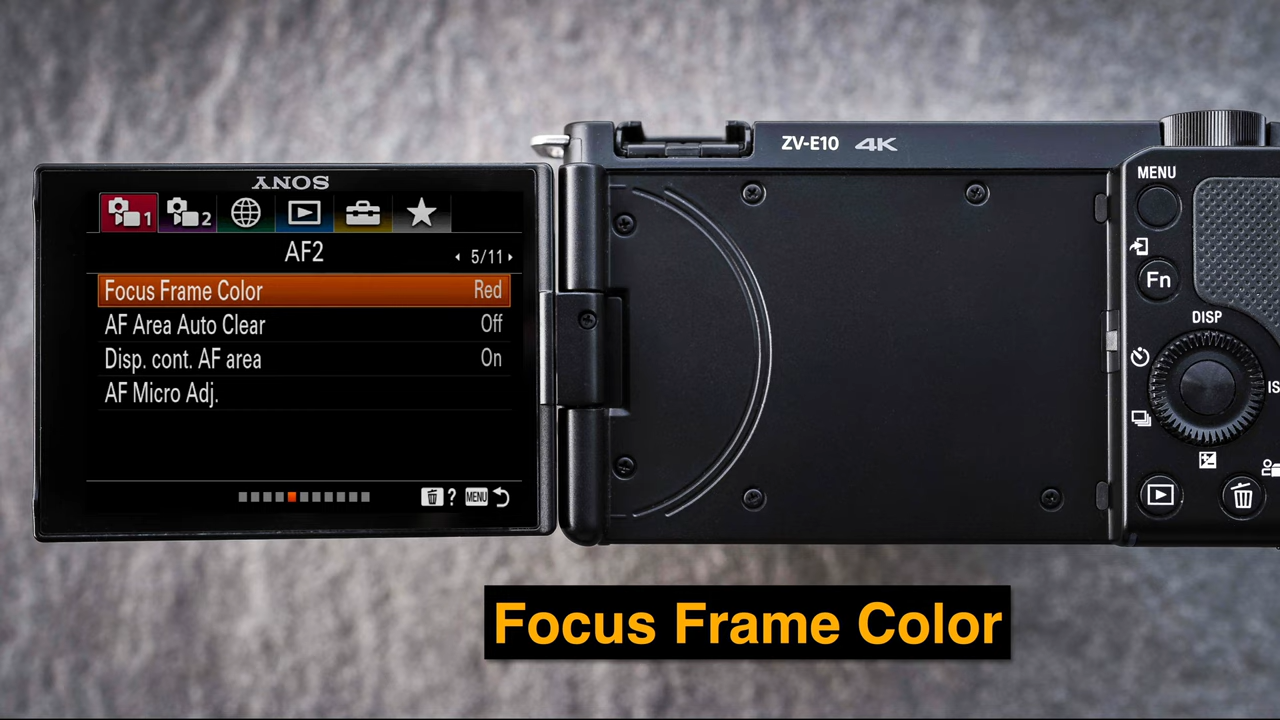 SONY
1 2
AF2
5/11
Focus Frame Color Red
AF Area Auto Clear Off
Disp. cont. AF area On
AF Micro Adj.
? MENU
ZV-E10 4K
MENU
Fn
DISP
IS
Focus Frame Color